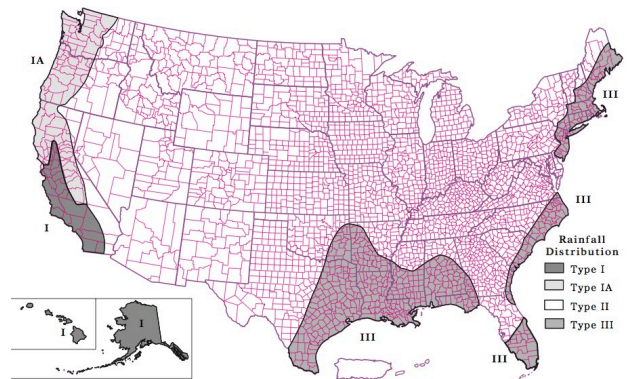 IA
III
III
I
Rainfall
Distribution
Type I
Type IA
Type II
Type III
I
I
III
III